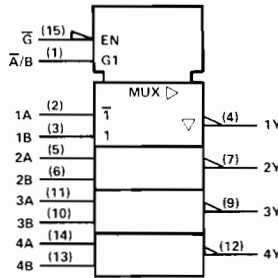 G̅ (15) EN
A̅/B (1) G1
MUX ▷
1A (2) 1̅ (4) 1Y
1B (3) 1 ▽
2A (5) (7) 2Y
2B (6)
3A (11) (9) 3Y
3B (10)
4A (14) (12) 4Y
4B (13)